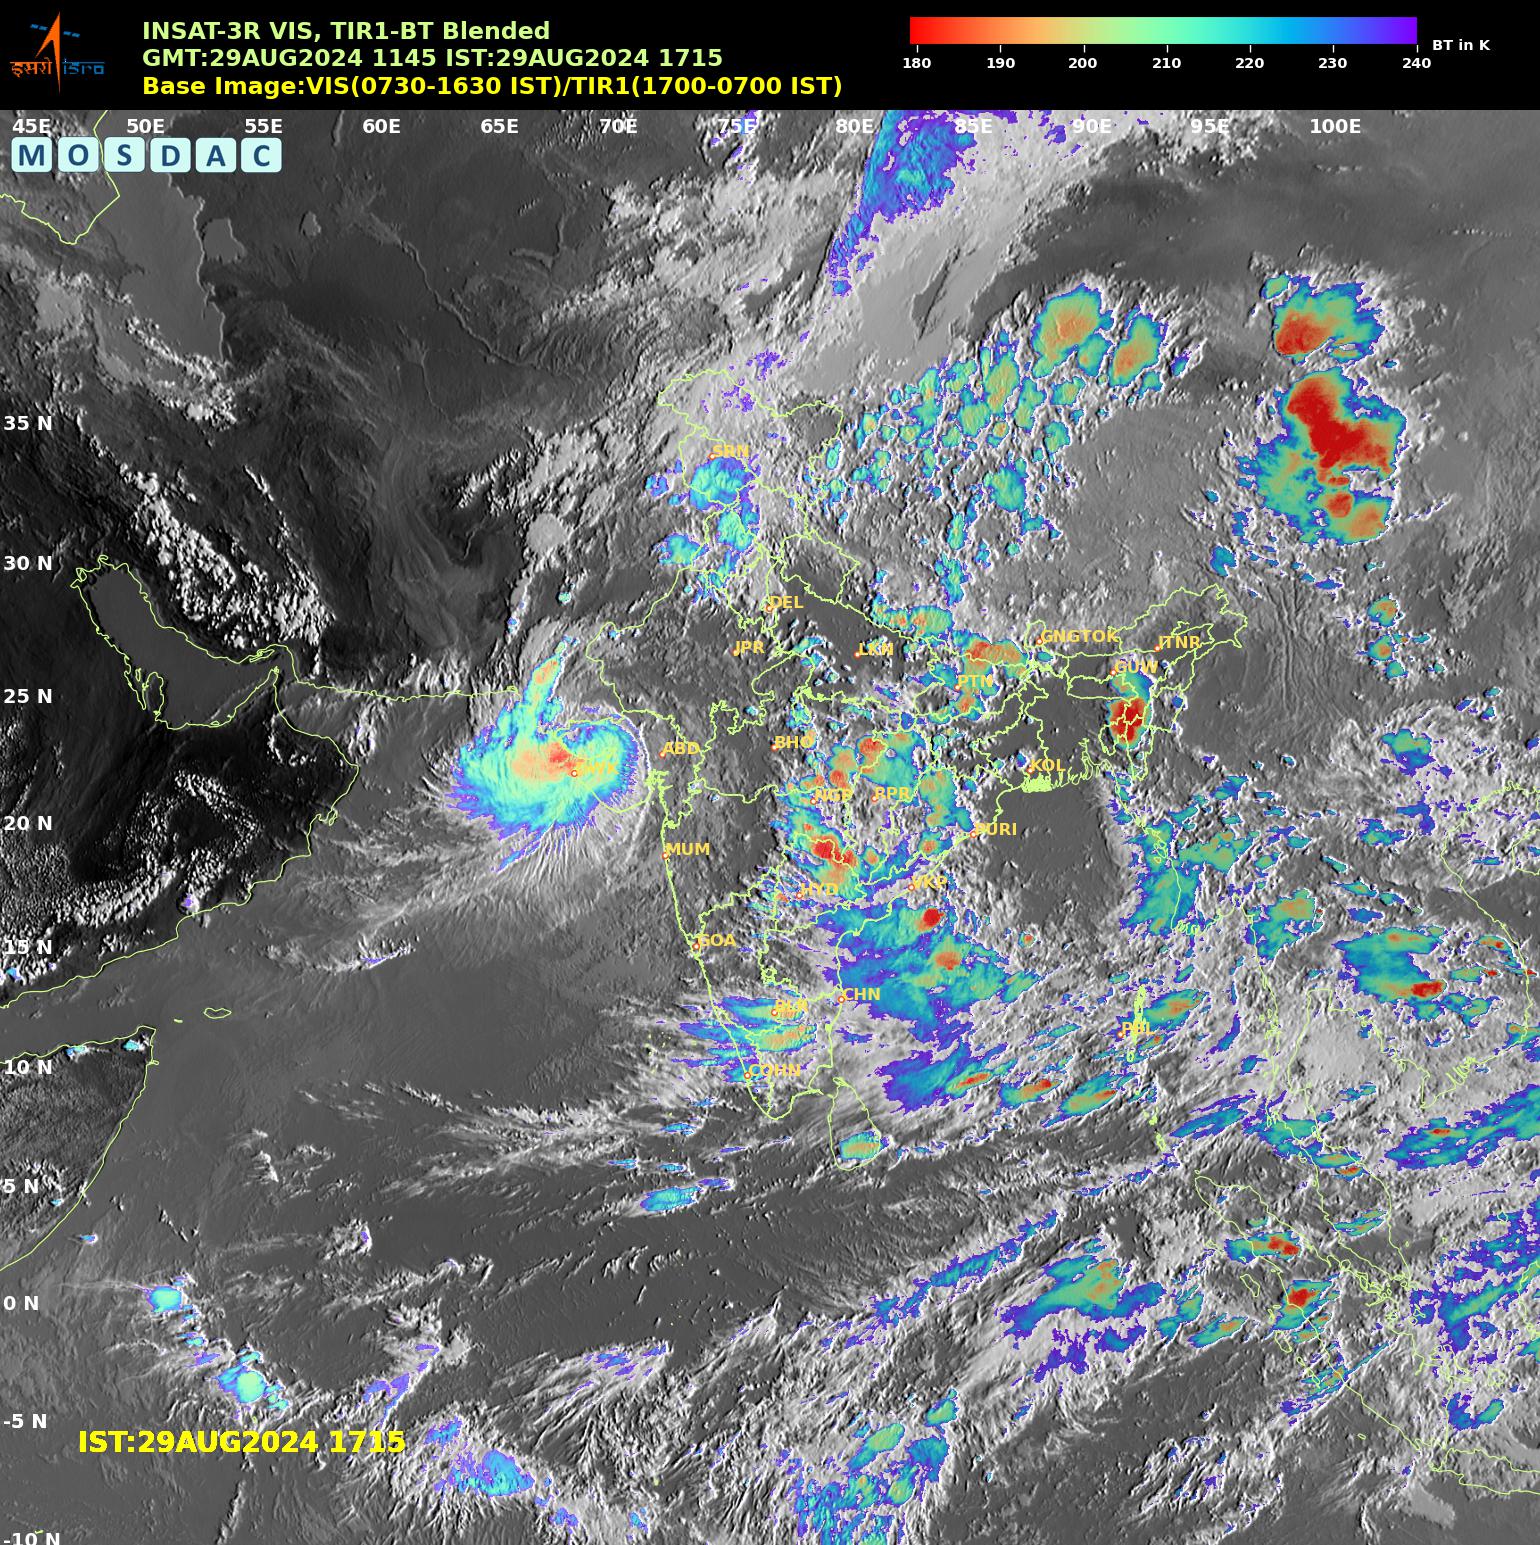 INSAT-3R VIS, TIR1-BT Blended
GMT:29AUG2024 1145 IST:29AUG2024 1715
Base Image:VIS(0730-1630 IST)/TIR1(1700-0700 IST)
इसरो isro
BT in K
180 190 200 210 220 230 240
45E 50E 55E 60E 65E 70E 75E 80E 85E 90E 95E 100E
M O S D A C
35 N
SRN
30 N
DEL
GNGTOK
ITNR
JPR
LKN
GUW
PTN
25 N
ABD
BHO
KOL
NGP
RPR
20 N
PURI
MUM
HYD
VKP
GOA
15 N
CHN
BLR
PBL
10 N
COHN
5 N
0 N
-5 N
IST:29AUG2024 1715
-10 N